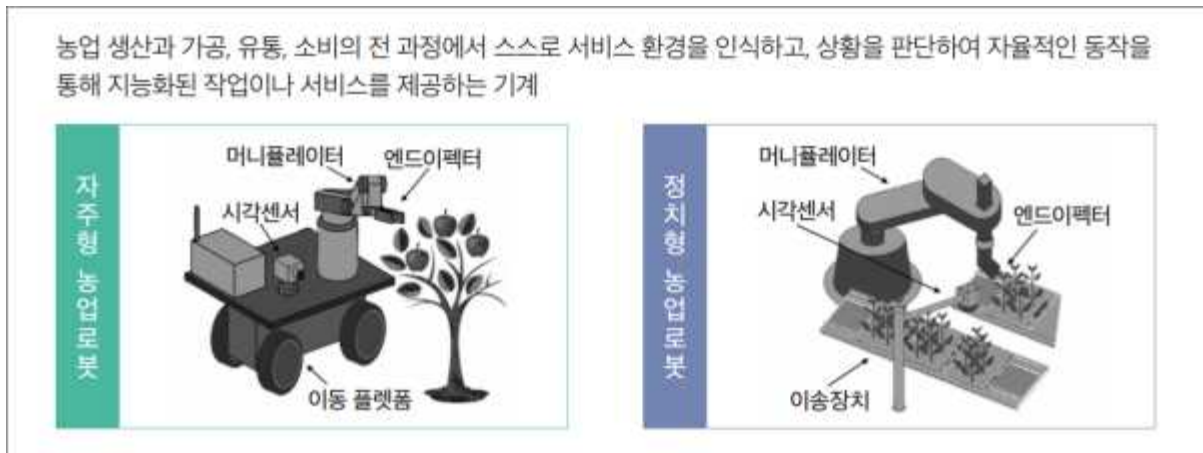 농업 생산과 가공, 유통, 소비의 전 과정에서 스스로 서비스 환경을 인식하고, 상황을 판단하여 자율적인 동작을
통해 지능화된 작업이나 서비스를 제공하는 기계
자주형 농업로봇
머니퓰레이터
엔드이펙터
시각센서
이동 플렛폼
정치형 농업로봇
머니퓰레이터
시각센서
엔드이펙터
이송장치